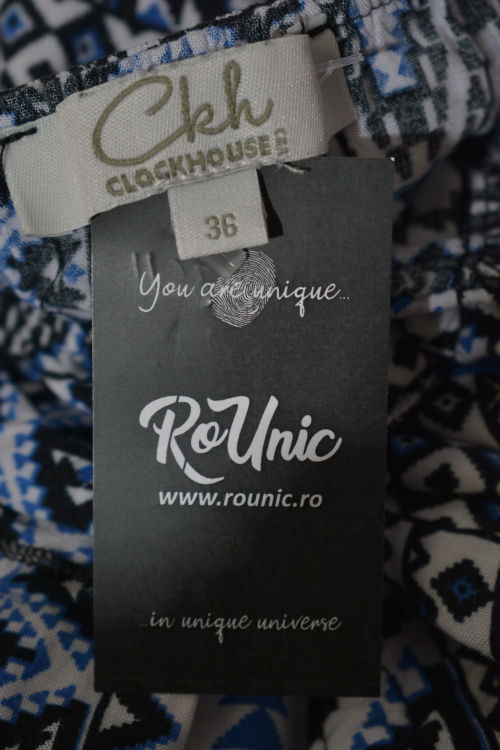 Ckh
CLOCKHOUSE
36
You are unique...
RoUnic
www.rounic.ro
...in unique universe